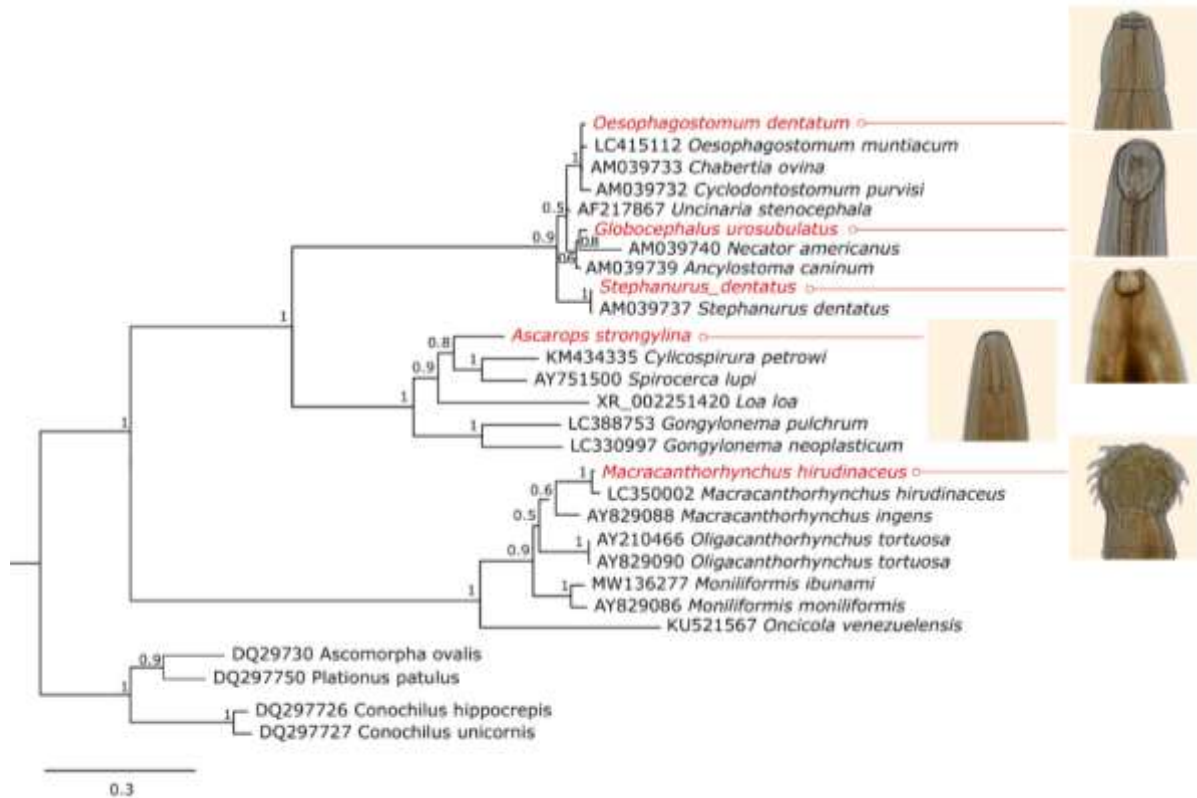 Oesophagostomum dentatum
1
LC415112 Oesophagostomum muntiacum
AM039733 Chabertia ovina
AM039732 Cyclodontostomum purvisi
0.5
AF217867 Uncinaria stenocephala
Globocephalus urosubulatus
0.9
0.8
AM039740 Necator americanus
0.6
AM039739 Ancylostoma caninum
Stephanurus_dentatus
1
AM039737 Stephanurus dentatus
1
Ascarops strongylina
0.8
KM434335 Cylicospirura petrowi
1
0.9
AY751500 Spirocerca lupi
XR_002251420 Loa loa
1
LC388753 Gongylonema pulchrum
1
LC330997 Gongylonema neoplasticum
1
Macracanthorhynchus hirudinaceus
1
LC350002 Macracanthorhynchus hirudinaceus
0.6
AY829088 Macracanthorhynchus ingens
0.5
AY210466 Oligacanthorhynchus tortuosa
1
0.9
AY829090 Oligacanthorhynchus tortuosa
MW136277 Moniliformis ibunami
1
1
AY829086 Moniliformis moniliformis
KU521567 Oncicola venezuelensis
DQ29730 Ascomorpha ovalis
0.9
DQ297750 Plationus patulus
1
DQ297726 Conochilus hippocrepis
1
DQ297727 Conochilus unicornis
0.3